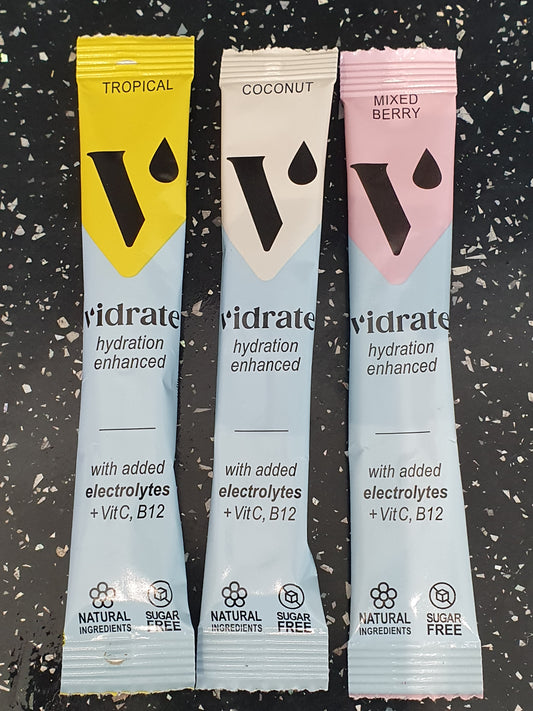 TROPICAL
vidrate
hydration
enhanced
with added
electrolytes
+ Vit C, B12
NATURAL
INGREDIENTS
SUGAR
FREE
COCONUT
vidrate
hydration
enhanced
with added
electrolytes
+ Vit C, B12
NATURAL
INGREDIENTS
SUGAR
FREE
MIXED
BERRY
vidrate
hydration
enhanced
with added
electrolytes
+ Vit C, B12
NATURAL
INGREDIENTS
SUGAR
FREE